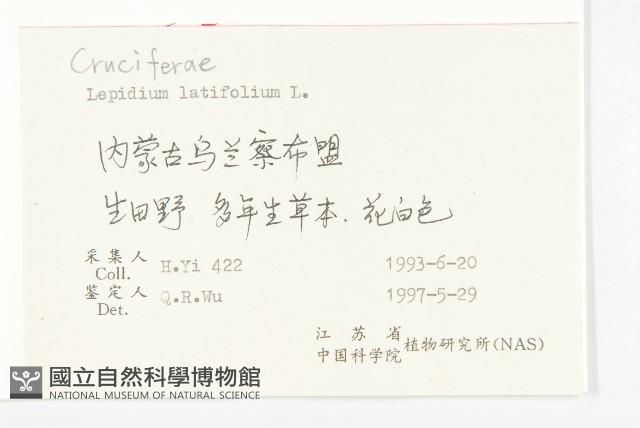 Cruciferae
Lepidium latifolium L.
内蒙古乌兰察布盟
生田野 多年生草本、花白色
采集人 Coll. H.Yi 422 1993-6-20
鉴定人 Det. Q.R.Wu 1997-5-29
江苏省
中国科学院 植物研究所(NAS)
國立自然科學博物館
NATIONAL MUSEUM OF NATURAL SCIENCE